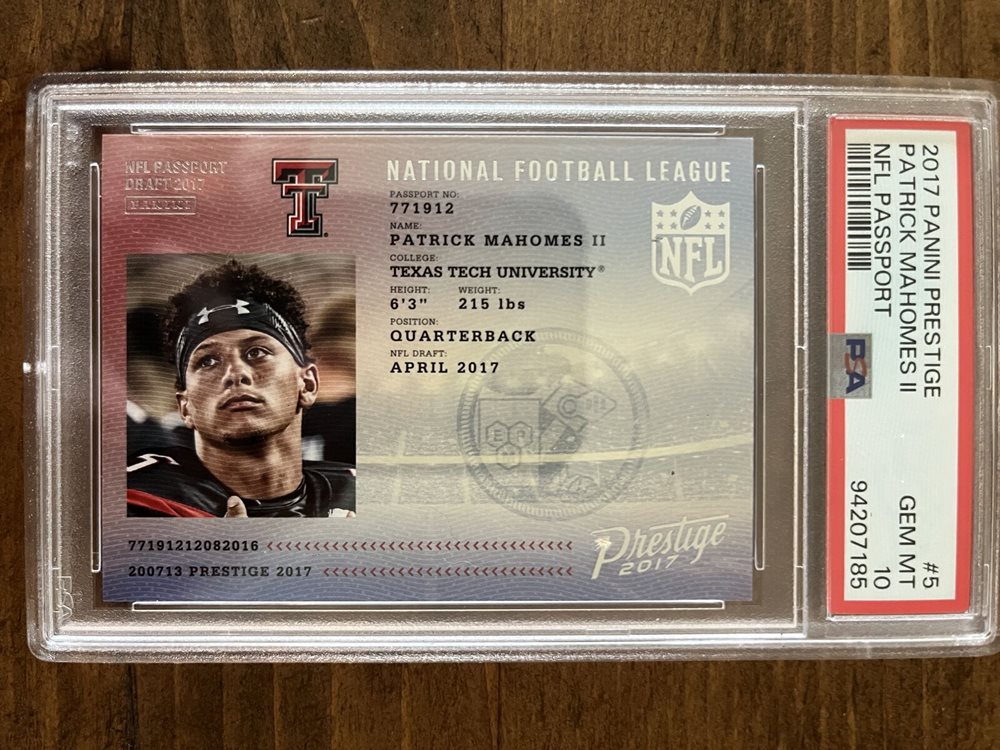 NFL PASSPORT
DRAFT 2017
PANINI
NATIONAL FOOTBALL LEAGUE
PASSPORT NO:
771912
NAME:
PATRICK MAHOMES II
COLLEGE:
TEXAS TECH UNIVERSITY®
HEIGHT: WEIGHT:
6'3" 215 lbs
POSITION:
QUARTERBACK
NFL DRAFT:
APRIL 2017
NFL
77191212082016 <<<<<<<<<<<<<<<<<<<<<<<<<<<<<<<<<<<
200713 PRESTIGE 2017 <<<<<<<<<<<<<<<<<<<<<<<<<<<<
Prestige
2017
2017 PANINI PRESTIGE #5
PATRICK MAHOMES II GEM MT
NFL PASSPORT 10
PSA
94207185